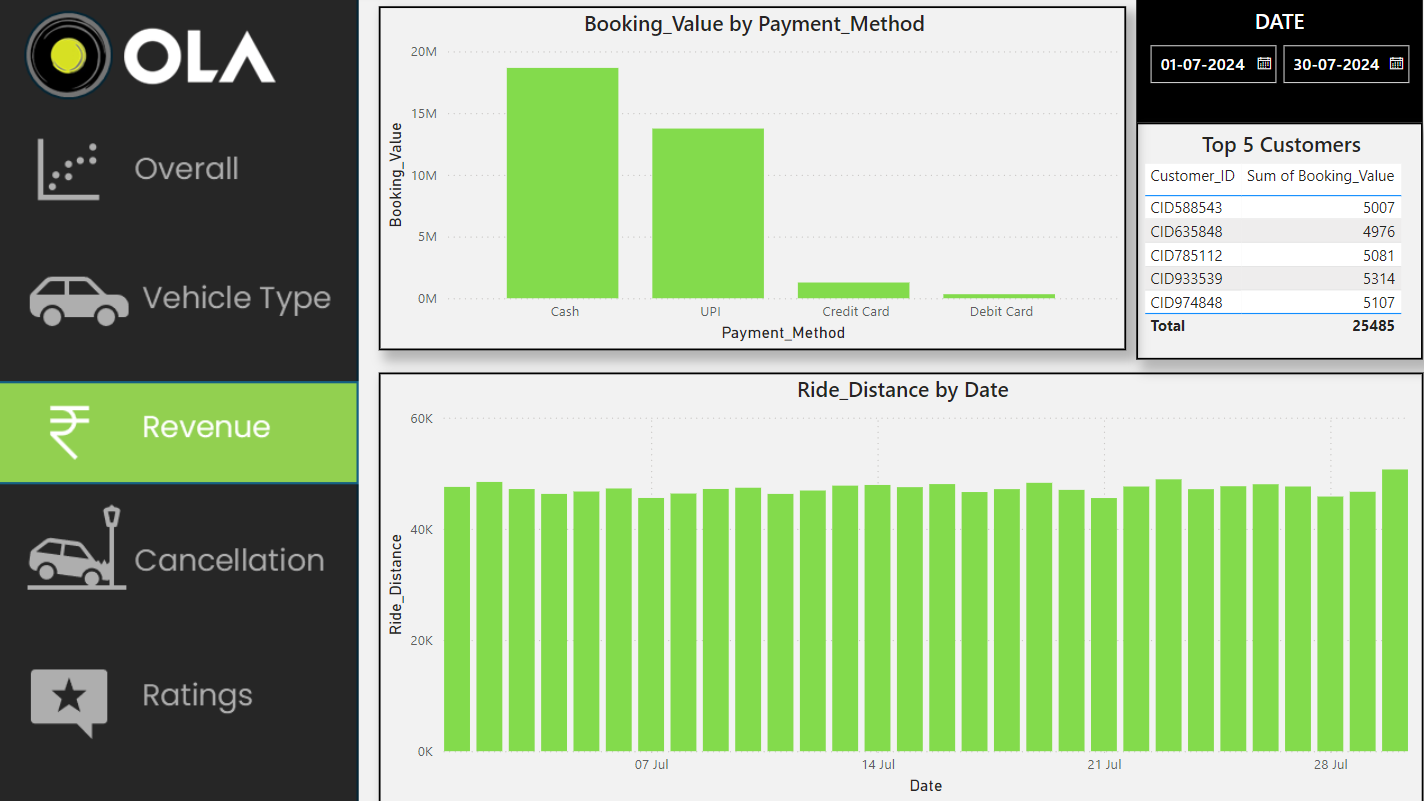 OLA
Overall
Vehicle Type
Revenue
Cancellation
Ratings
Booking_Value by Payment_Method
Booking_Value
20M
15M
10M
5M
0M
Cash UPI Credit Card Debit Card
Payment_Method
DATE
01-07-2024 30-07-2024
Top 5 Customers
Customer_ID Sum of Booking_Value
CID588543 5007
CID635848 4976
CID785112 5081
CID933539 5314
CID974848 5107
Total 25485
Ride_Distance by Date
Ride_Distance
60K
40K
20K
0K
07 Jul 14 Jul 21 Jul 28 Jul
Date